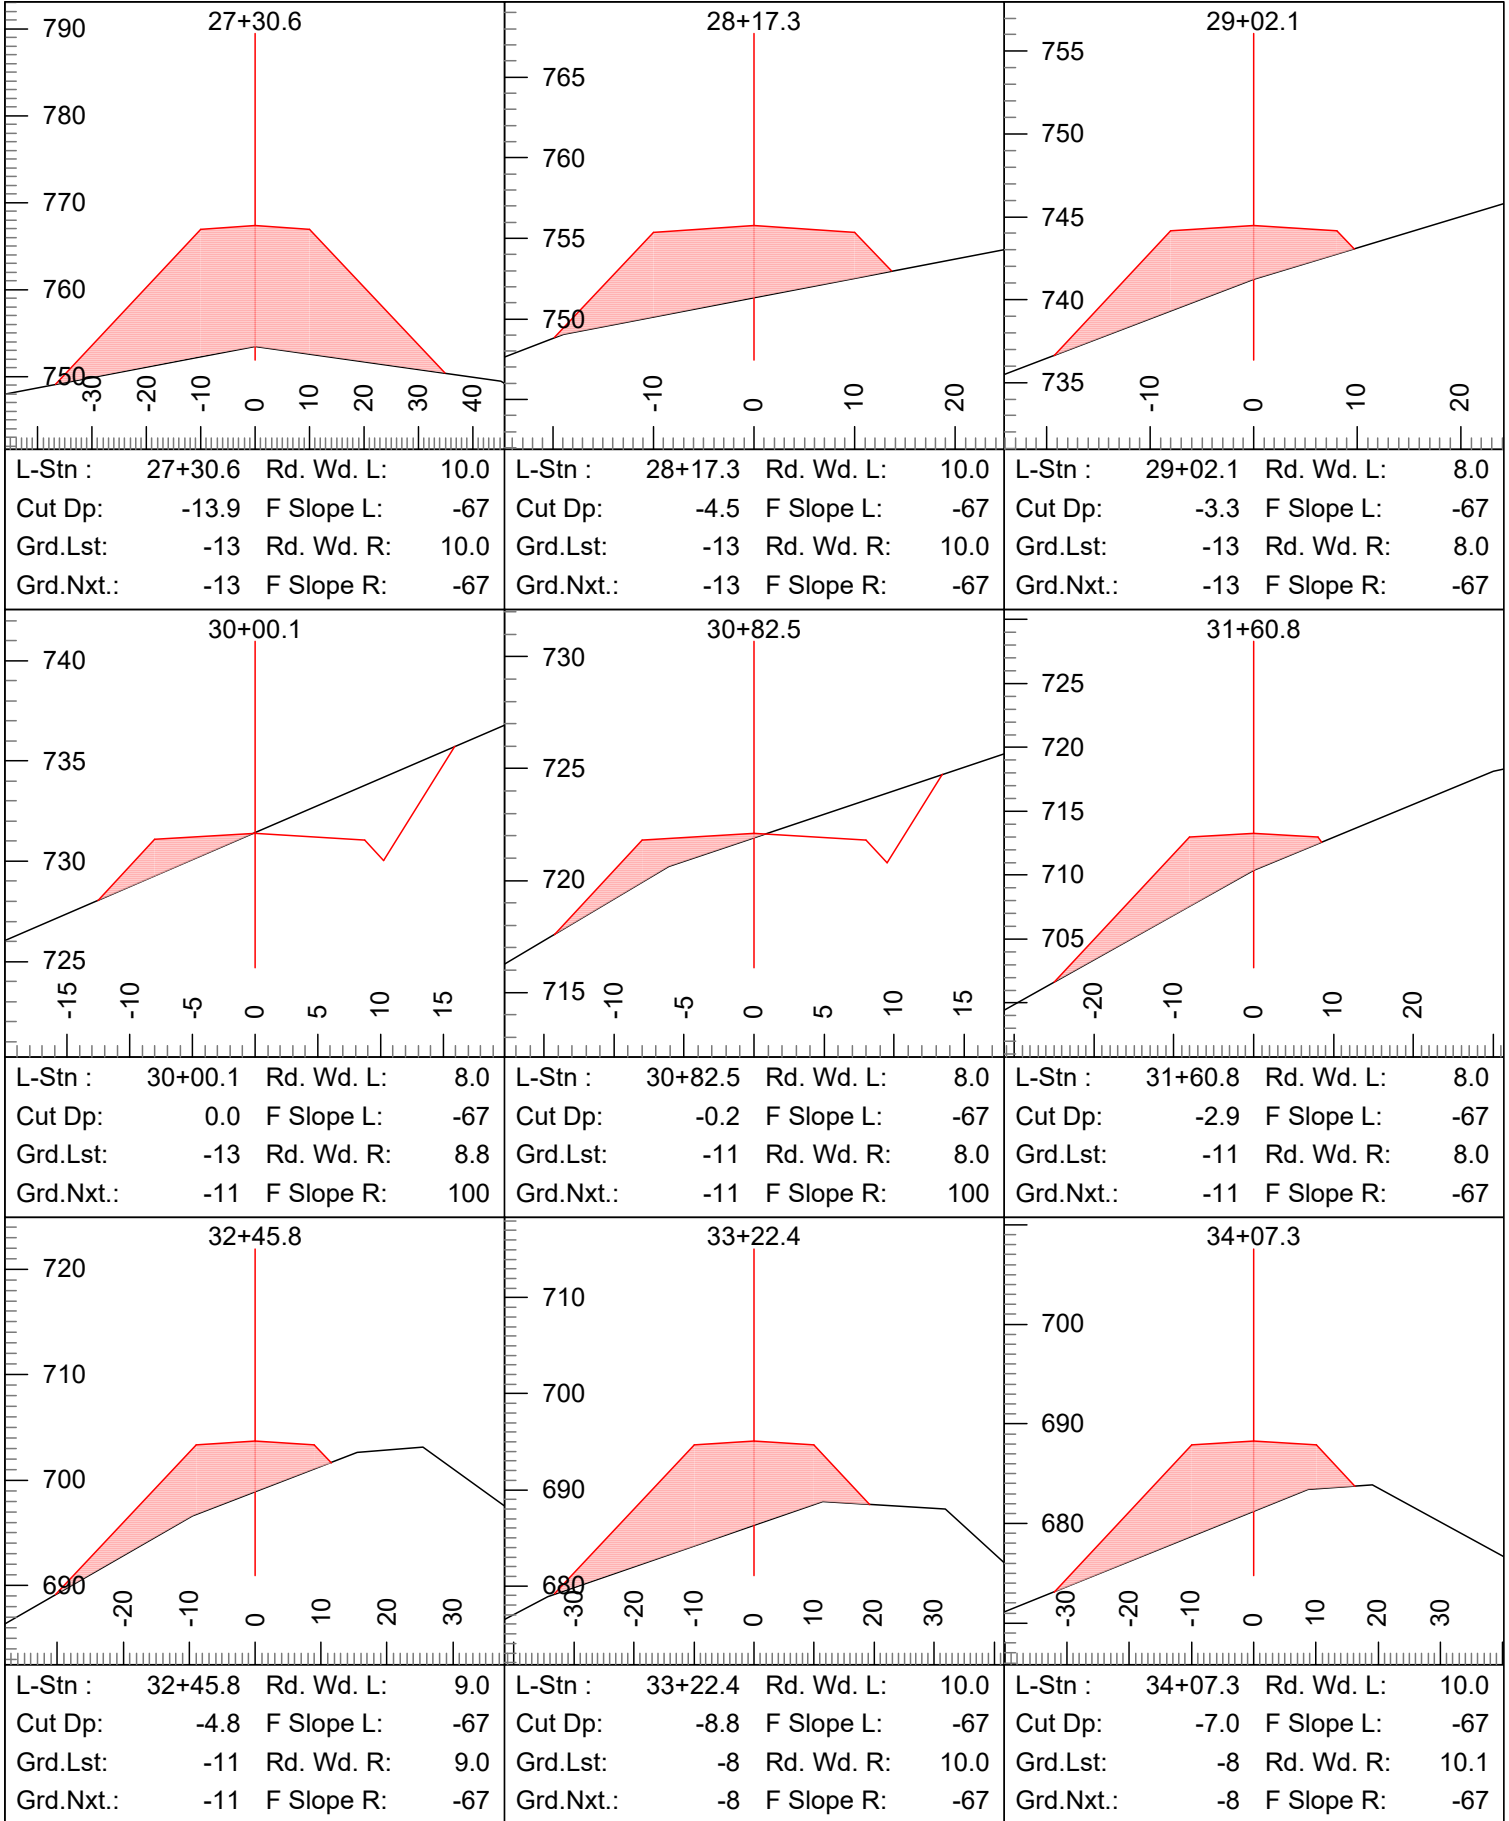 27+30.6
790
780
770
760
750
-30 -20 -10 0 10 20 30 40
L-Stn : 27+30.6 Rd. Wd. L: 10.0
Cut Dp: -13.9 F Slope L: -67
Grd.Lst: -13 Rd. Wd. R: 10.0
Grd.Nxt.: -13 F Slope R: -67
28+17.3
765
760
755
750
-10 0 10 20
L-Stn : 28+17.3 Rd. Wd. L: 10.0
Cut Dp: -4.5 F Slope L: -67
Grd.Lst: -13 Rd. Wd. R: 10.0
Grd.Nxt.: -13 F Slope R: -67
29+02.1
755
750
745
740
735
-10 0 10 20
L-Stn : 29+02.1 Rd. Wd. L: 8.0
Cut Dp: -3.3 F Slope L: -67
Grd.Lst: -13 Rd. Wd. R: 8.0
Grd.Nxt.: -13 F Slope R: -67
30+00.1
740
735
730
725
-15 -10 -5 0 5 10 15
L-Stn : 30+00.1 Rd. Wd. L: 8.0
Cut Dp: 0.0 F Slope L: -67
Grd.Lst: -13 Rd. Wd. R: 8.8
Grd.Nxt.: -11 F Slope R: 100
30+82.5
730
725
720
715
-10 -5 0 5 10 15
L-Stn : 30+82.5 Rd. Wd. L: 8.0
Cut Dp: -0.2 F Slope L: -67
Grd.Lst: -11 Rd. Wd. R: 8.0
Grd.Nxt.: -11 F Slope R: 100
31+60.8
725
720
715
710
705
-20 -10 0 10 20
L-Stn : 31+60.8 Rd. Wd. L: 8.0
Cut Dp: -2.9 F Slope L: -67
Grd.Lst: -11 Rd. Wd. R: 8.0
Grd.Nxt.: -11 F Slope R: -67
32+45.8
720
710
700
690
-20 -10 0 10 20 30
L-Stn : 32+45.8 Rd. Wd. L: 9.0
Cut Dp: -4.8 F Slope L: -67
Grd.Lst: -11 Rd. Wd. R: 9.0
Grd.Nxt.: -11 F Slope R: -67
33+22.4
710
700
690
680
-30 -20 -10 0 10 20 30
L-Stn : 33+22.4 Rd. Wd. L: 10.0
Cut Dp: -8.8 F Slope L: -67
Grd.Lst: -8 Rd. Wd. R: 10.0
Grd.Nxt.: -8 F Slope R: -67
34+07.3
700
690
680
-30 -20 -10 0 10 20 30
L-Stn : 34+07.3 Rd. Wd. L: 10.0
Cut Dp: -7.0 F Slope L: -67
Grd.Lst: -8 Rd. Wd. R: 10.1
Grd.Nxt.: -8 F Slope R: -67